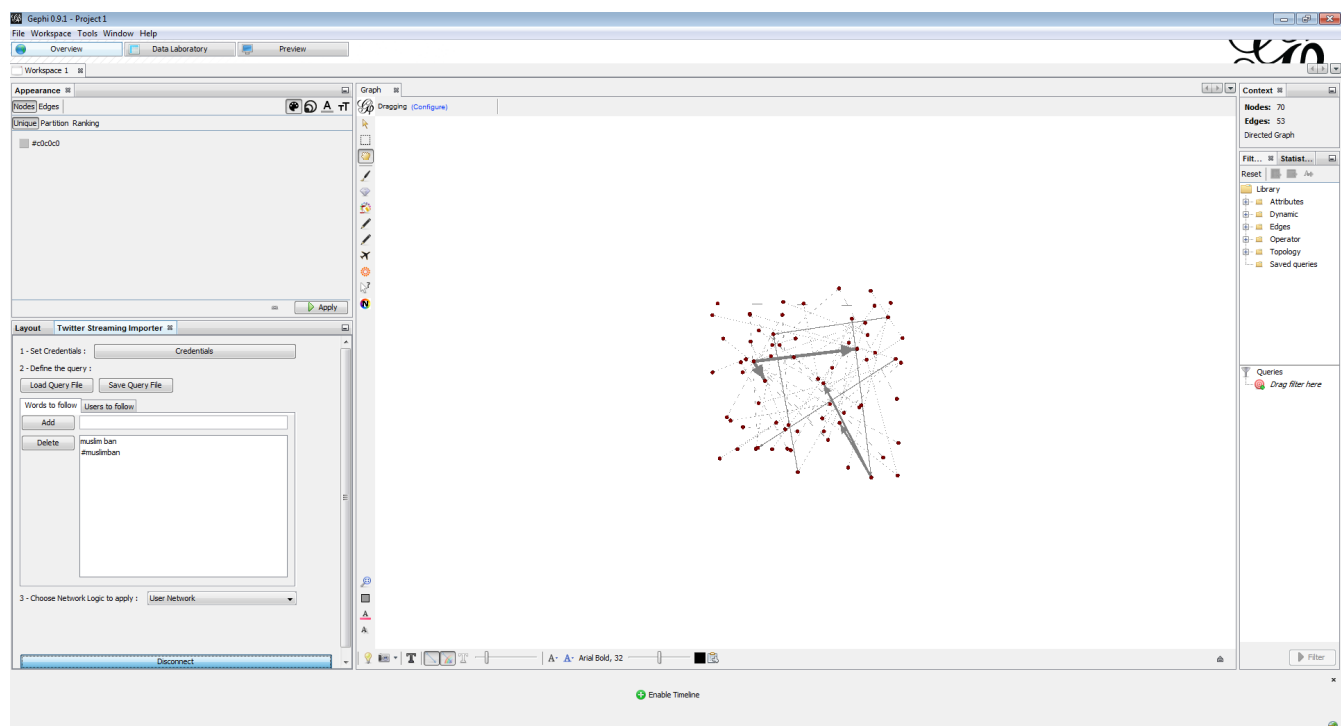 Gephi 0.9.1 - Project 1
File Workspace Tools Window Help
Overview Data Laboratory Preview
Workspace 1
Appearance
Nodes Edges
Unique Partition Ranking
#c0c0c0
Apply
Layout Twitter Streaming Importer
1 - Set Credentials : Credentials
2 - Define the query :
Load Query File Save Query File
Words to follow Users to follow
Add
Delete
muslim ban
#muslimban
3 - Choose Network Logic to apply : User Network
Disconnect
Graph
Dragging (Configure)
A- A- Arial Bold, 32
Enable Timeline
Context
Nodes: 70
Edges: 53
Directed Graph
Filt... Statist...
Reset
Library
Attributes
Dynamic
Edges
Operator
Topology
Saved queries
Queries
Drag filter here
Filter